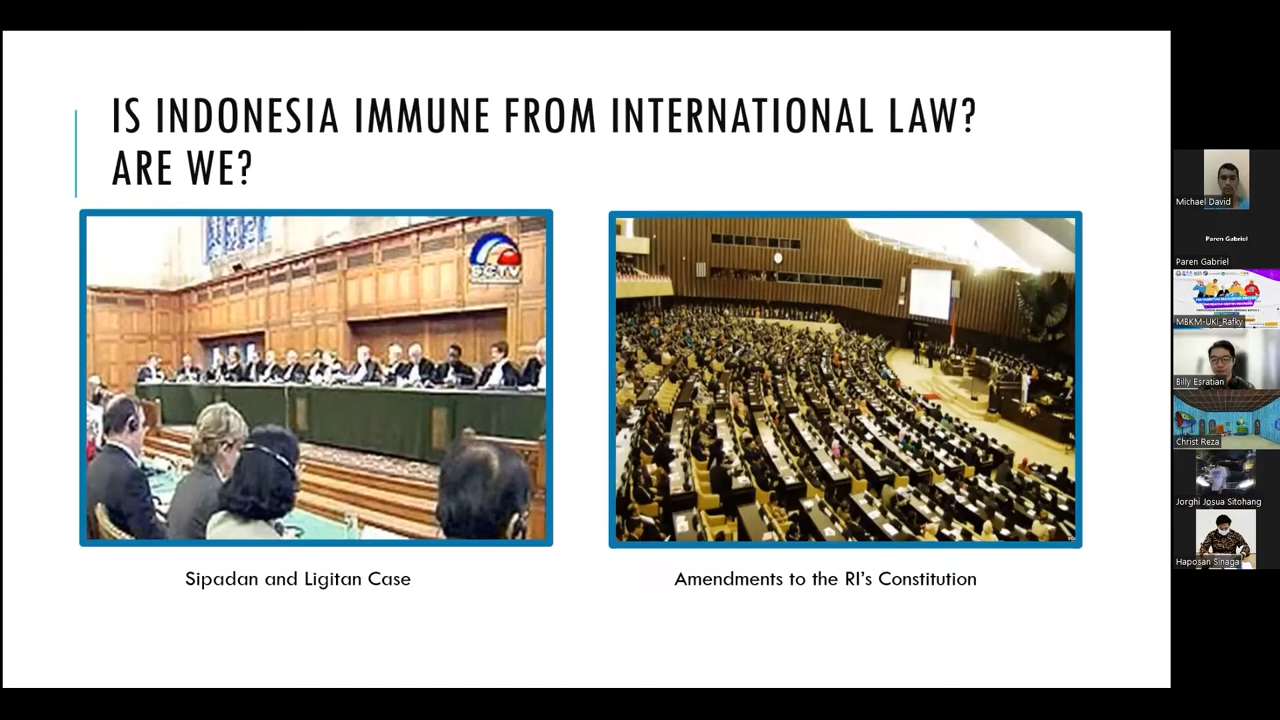 IS INDONESIA IMMUNE FROM INTERNATIONAL LAW?
ARE WE?
SCTV
Sipadan and Ligitan Case
Amendments to the RI's Constitution
Michael David
Paren Gabriel
Paren Gabriel
MBKM-UKI_Rafky
Billy Esratian
Christ Reza
Jorghi Josua Sitohang
Haposan Sinaga